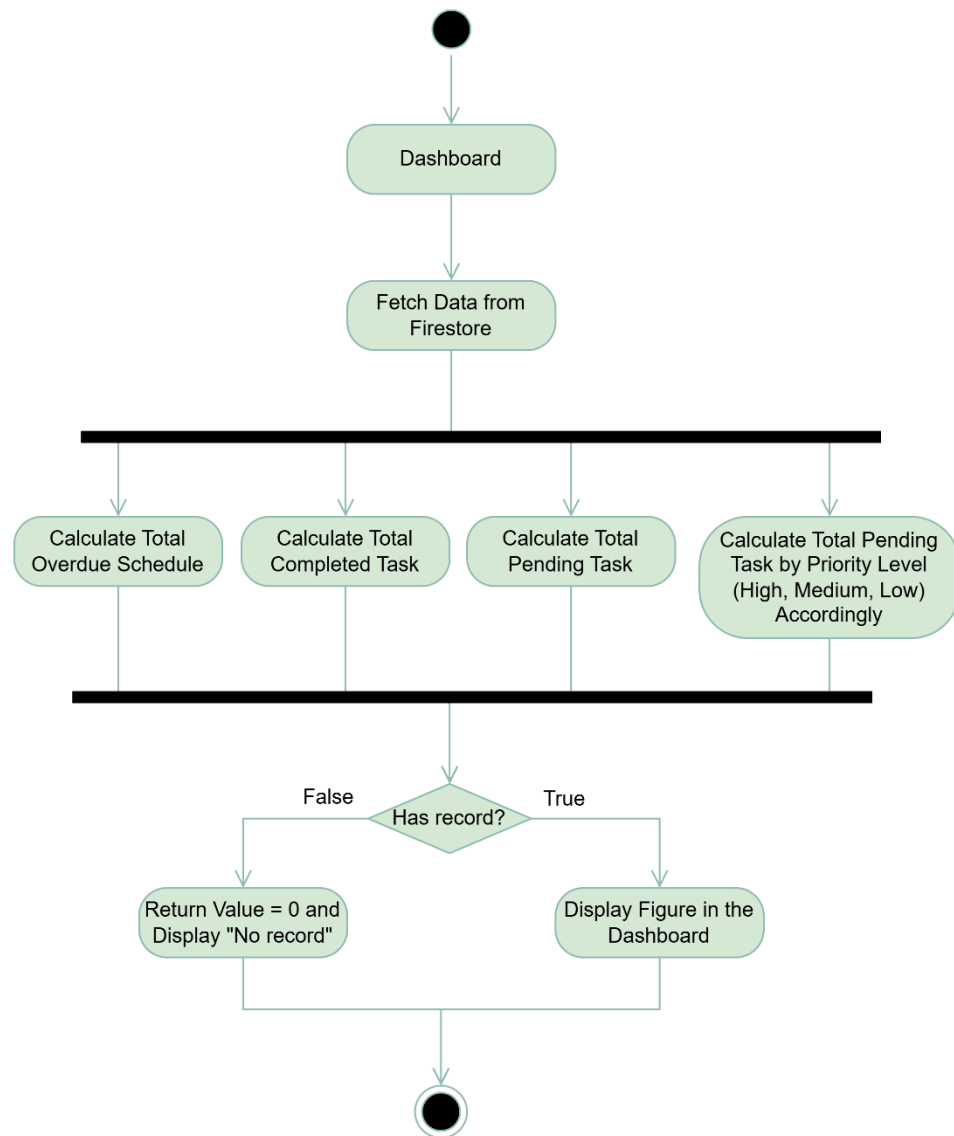 Dashboard
Fetch Data from
Firestore
Calculate Total
Overdue Schedule
Calculate Total
Completed Task
Calculate Total
Pending Task
Calculate Total Pending
Task by Priority Level
(High, Medium, Low)
Accordingly
Has record?
False
True
Return Value = 0 and
Display "No record"
Display Figure in the
Dashboard